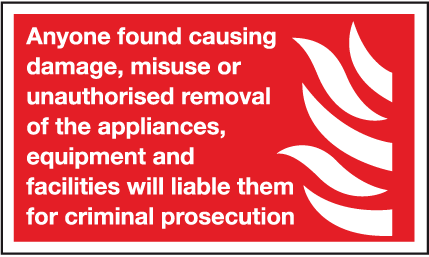 Anyone found causing
damage, misuse or
unauthorised removal
of the appliances,
equipment and
facilities will liable them
for criminal prosecution